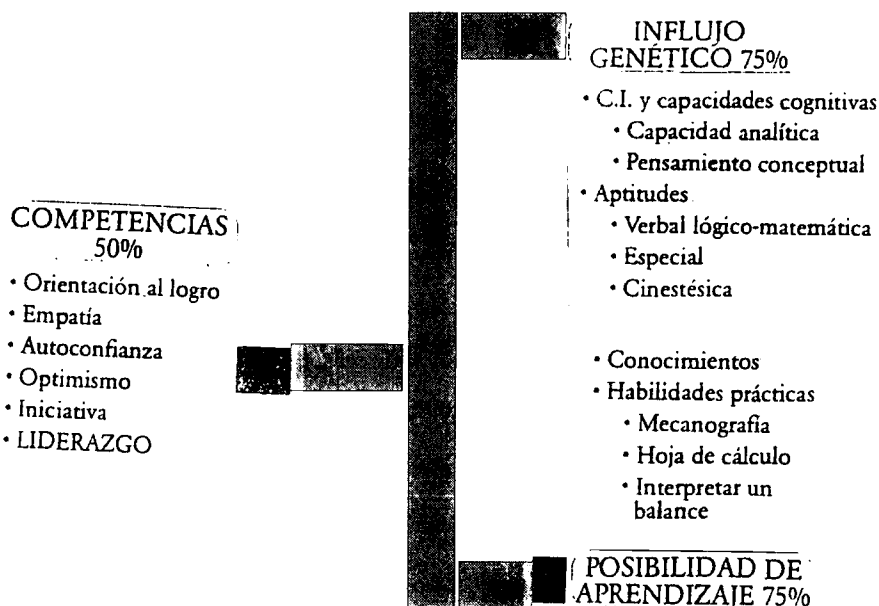 COMPETENCIAS
50%
• Orientación al logro
• Empatía
• Autoconfianza
• Optimismo
• Iniciativa
• LIDERAZGO
INFLUJO
GENÉTICO 75%
• C.I. y capacidades cognitivas
• Capacidad analítica
• Pensamiento conceptual
• Aptitudes
• Verbal lógico-matemática
• Especial
• Cinestésica
• Conocimientos
• Habilidades prácticas
• Mecanografía
• Hoja de cálculo
• Interpretar un
balance
POSIBILIDAD DE
APRENDIZAJE 75%